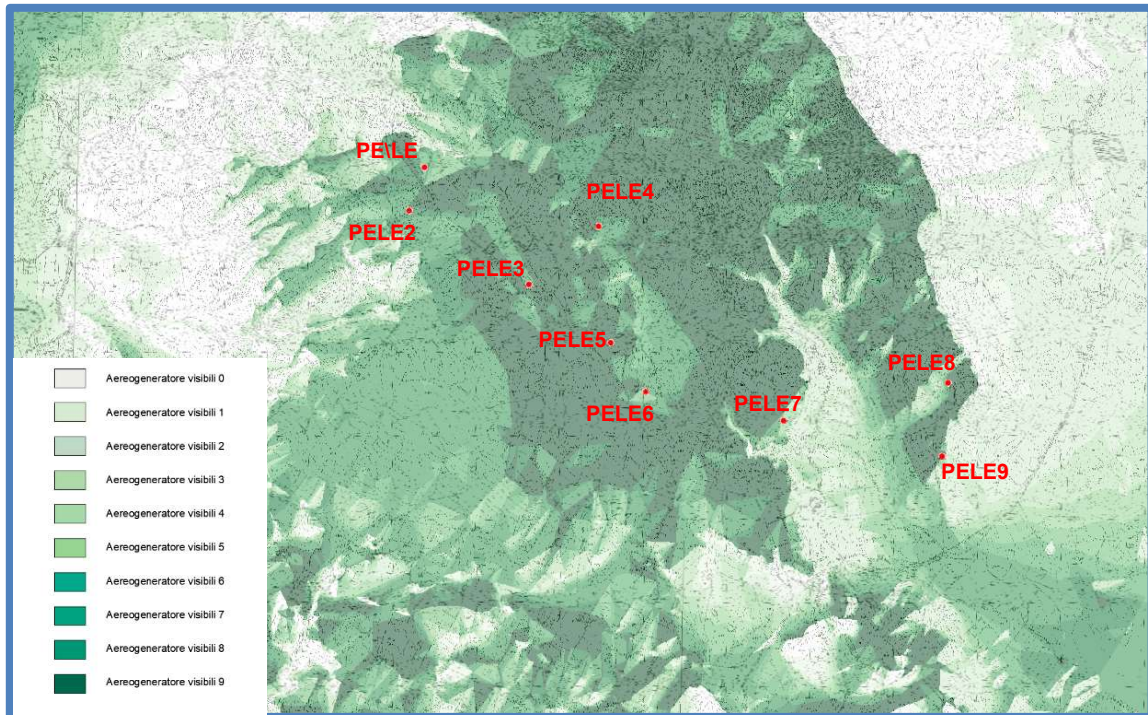 PE\LE
PELE4
PELE2
PELE3
PELE5
PELE8
PELE6
PELE7
PELE9
Aereogeneratore visibili 0
Aereogeneratore visibili 1
Aereogeneratore visibili 2
Aereogeneratore visibili 3
Aereogeneratore visibili 4
Aereogeneratore visibili 5
Aereogeneratore visibili 6
Aereogeneratore visibili 7
Aereogeneratore visibili 8
Aereogeneratore visibili 9